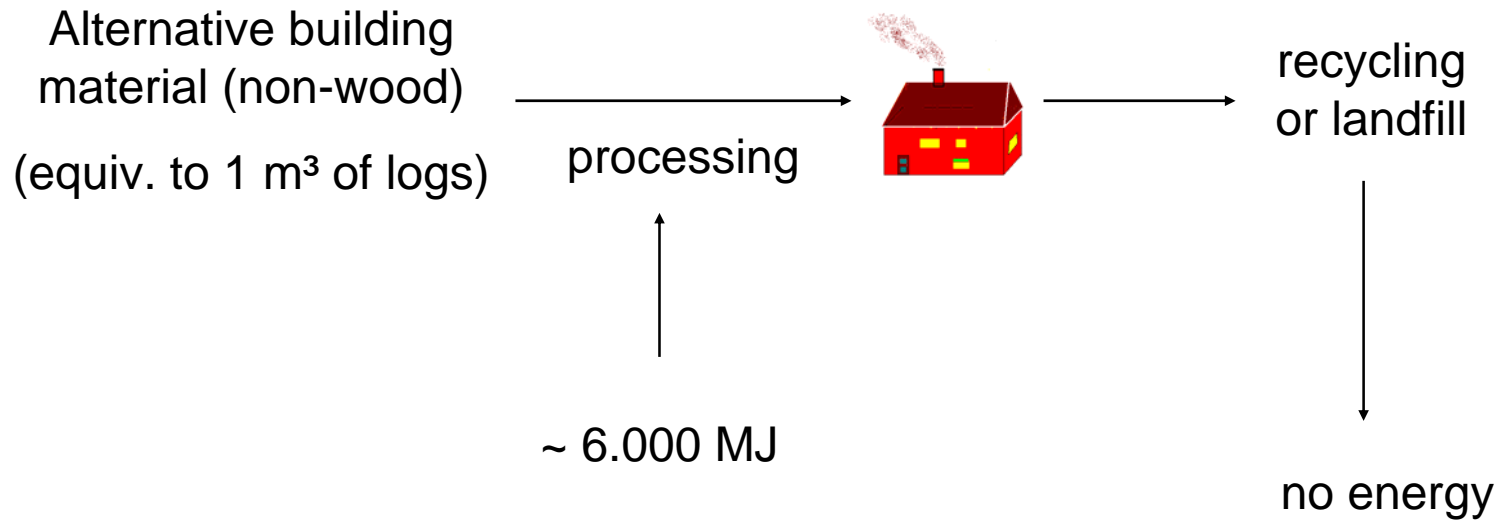 Alternative building
material (non-wood)
(equiv. to 1 m³ of logs)
processing
recycling
or landfill
~ 6.000 MJ
no energy